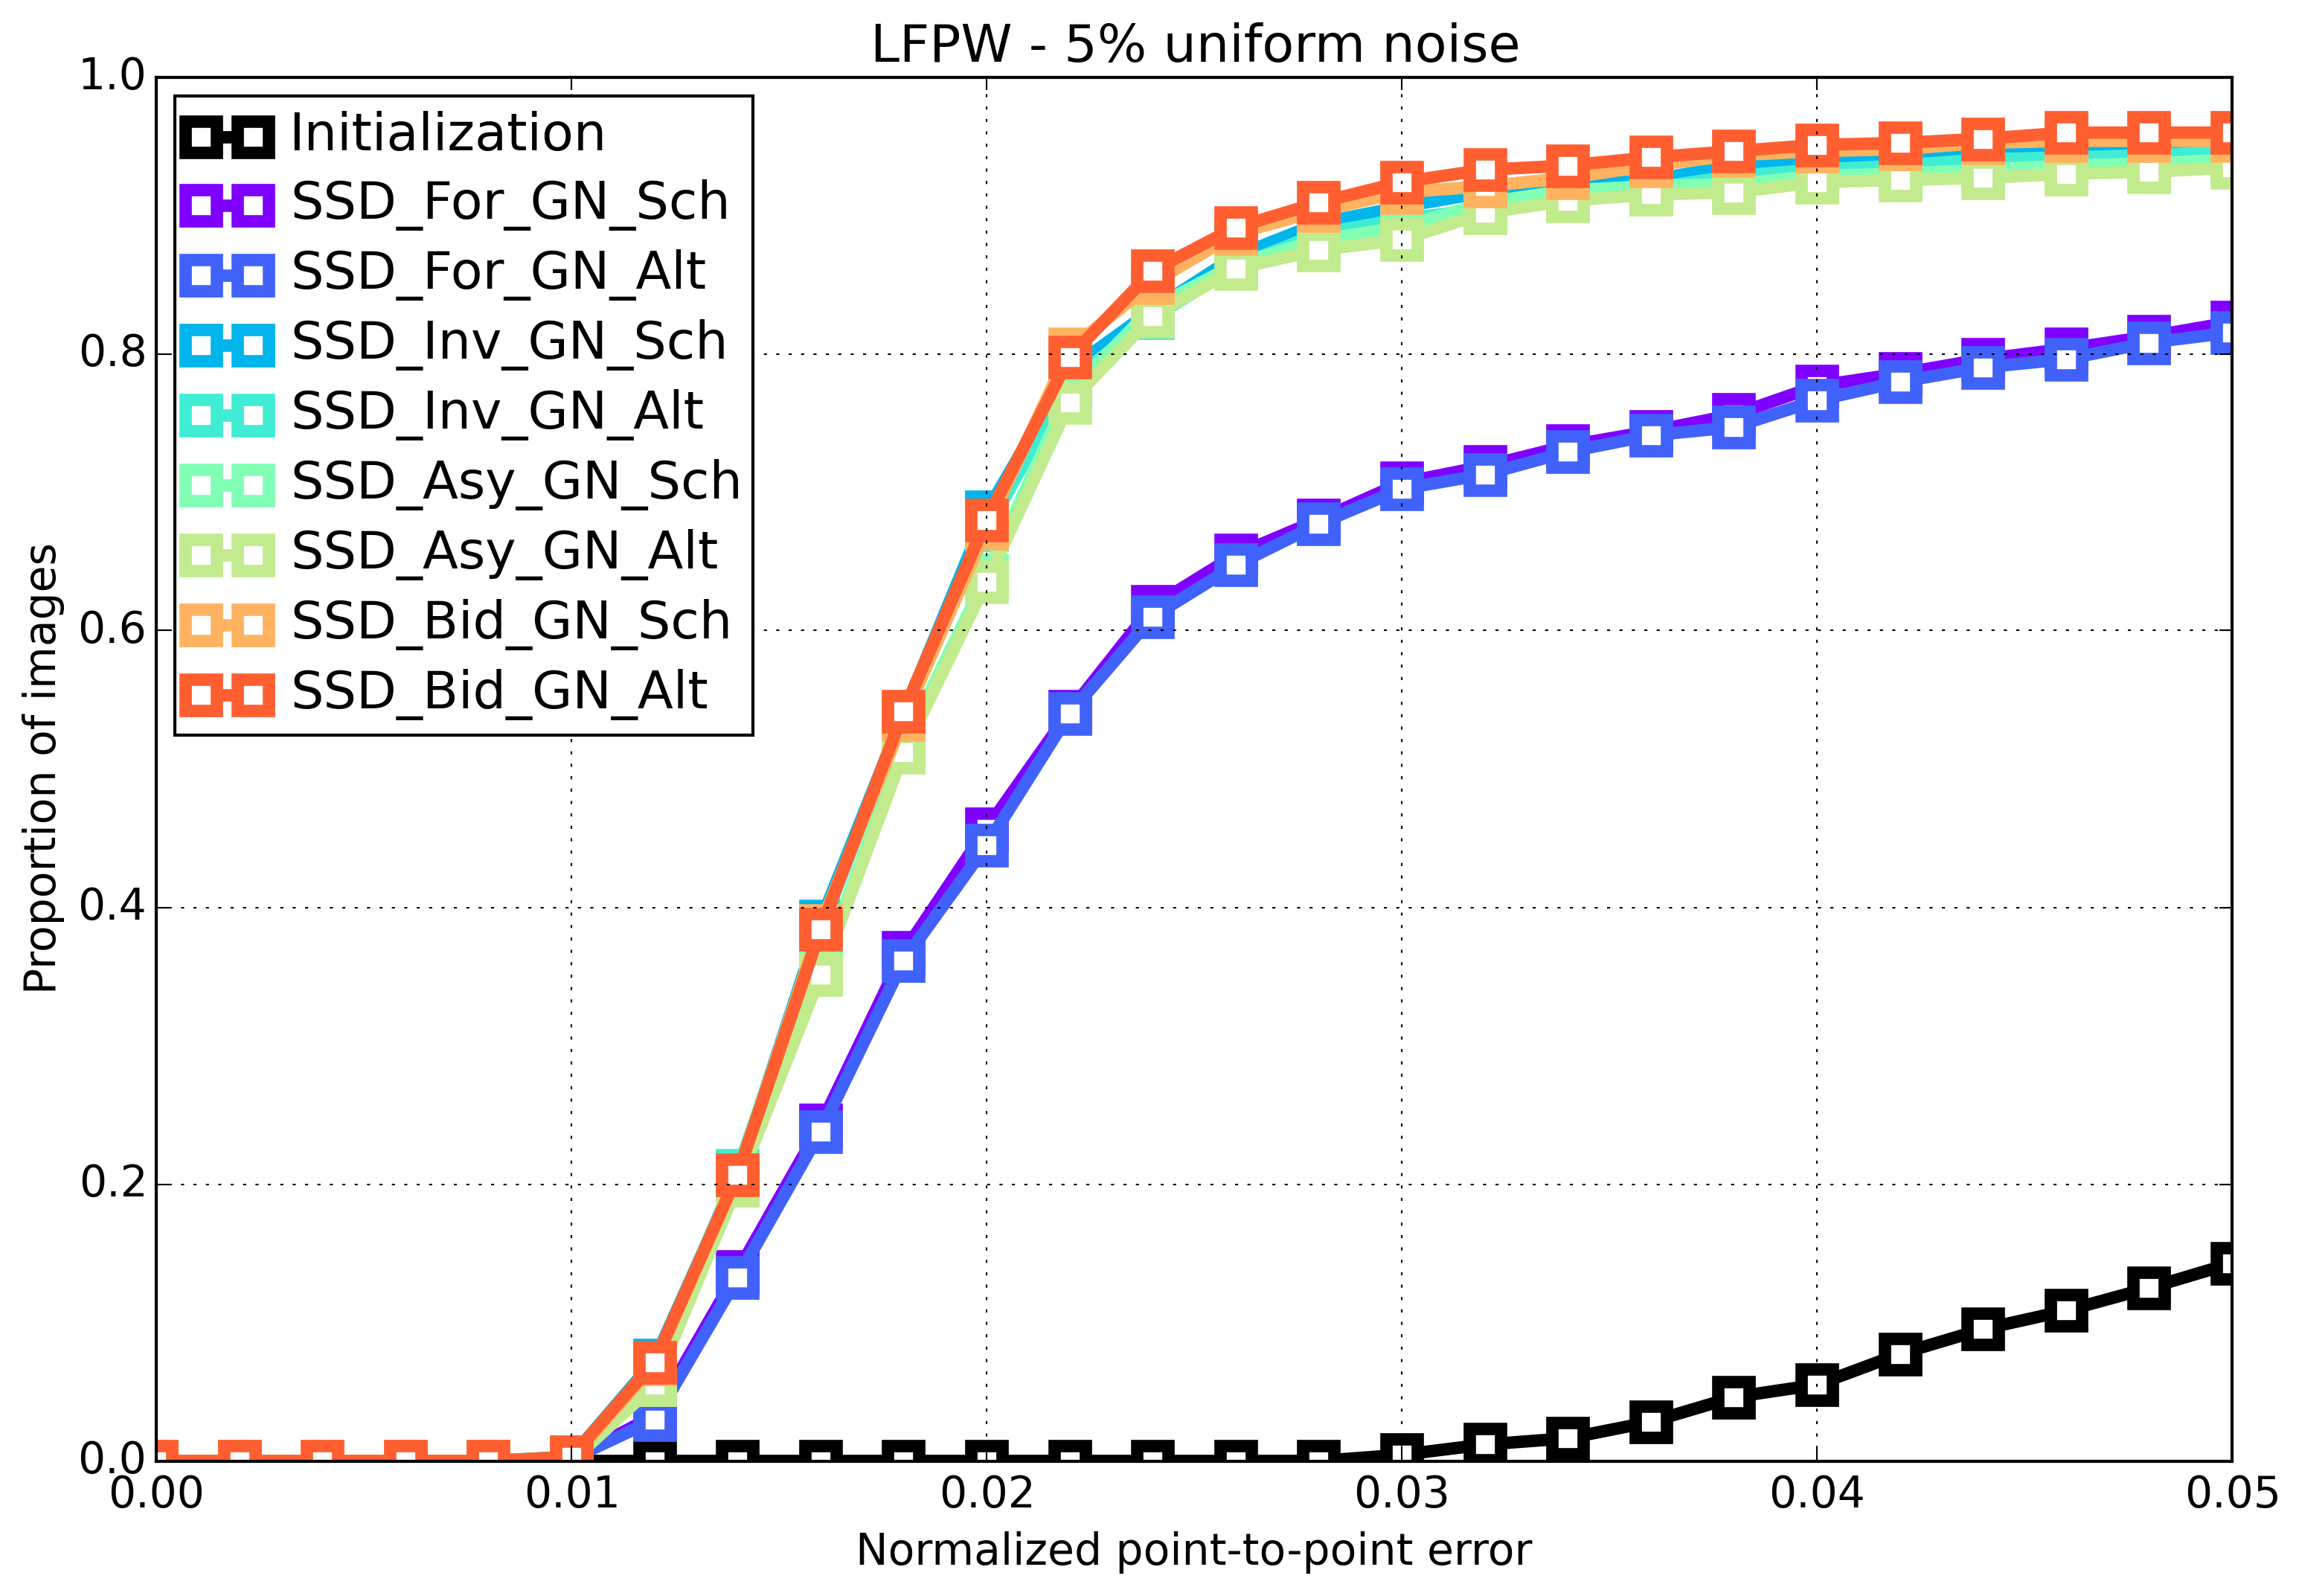 LFPW - 5% uniform noise
1.0
0.8
0.6
0.4
0.2
0.0
Proportion of images
Initialization
SSD_For_GN_Sch
SSD_For_GN_Alt
SSD_Inv_GN_Sch
SSD_Inv_GN_Alt
SSD_Asy_GN_Sch
SSD_Asy_GN_Alt
SSD_Bid_GN_Sch
SSD_Bid_GN_Alt
0.00 0.01 0.02 0.03 0.04 0.05
Normalized point-to-point error